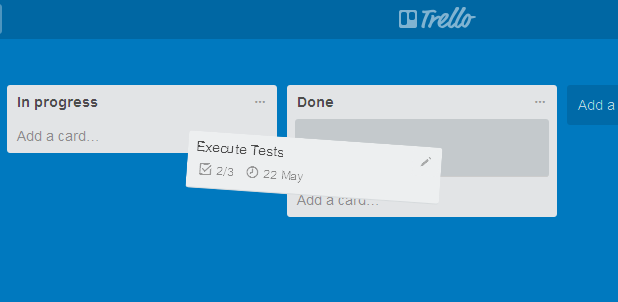 Trello
In progress
Add a card...
Done
Add a
Execute Tests
2/3 22 May
Add a card...